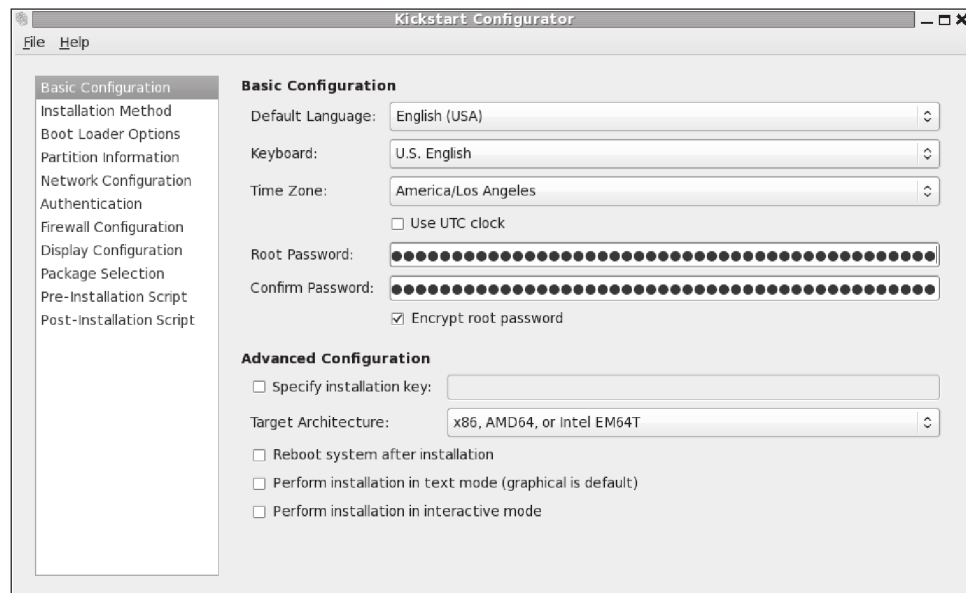 Kickstart Configurator
File Help
Basic Configuration
Installation Method
Boot Loader Options
Partition Information
Network Configuration
Authentication
Firewall Configuration
Display Configuration
Package Selection
Pre-Installation Script
Post-Installation Script
Basic Configuration
Default Language: English (USA)
Keyboard: U.S. English
Time Zone: America/Los Angeles
Use UTC clock
Root Password:
Confirm Password:
Encrypt root password
Advanced Configuration
Specify installation key:
Target Architecture: x86, AMD64, or Intel EM64T
Reboot system after installation
Perform installation in text mode (graphical is default)
Perform installation in interactive mode